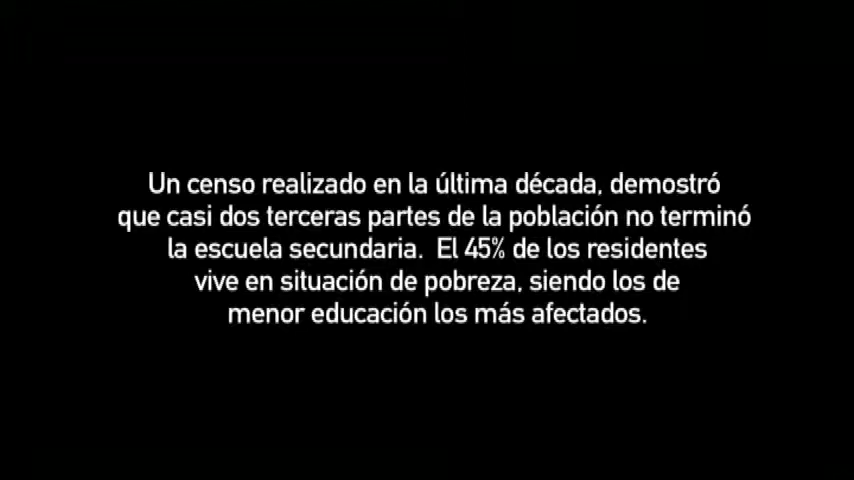 Un censo realizado en la última década, demostró
que casi dos terceras partes de la población no terminó
la escuela secundaria.  El 45% de los residentes
vive en situación de pobreza, siendo los de
menor educación los más afectados.